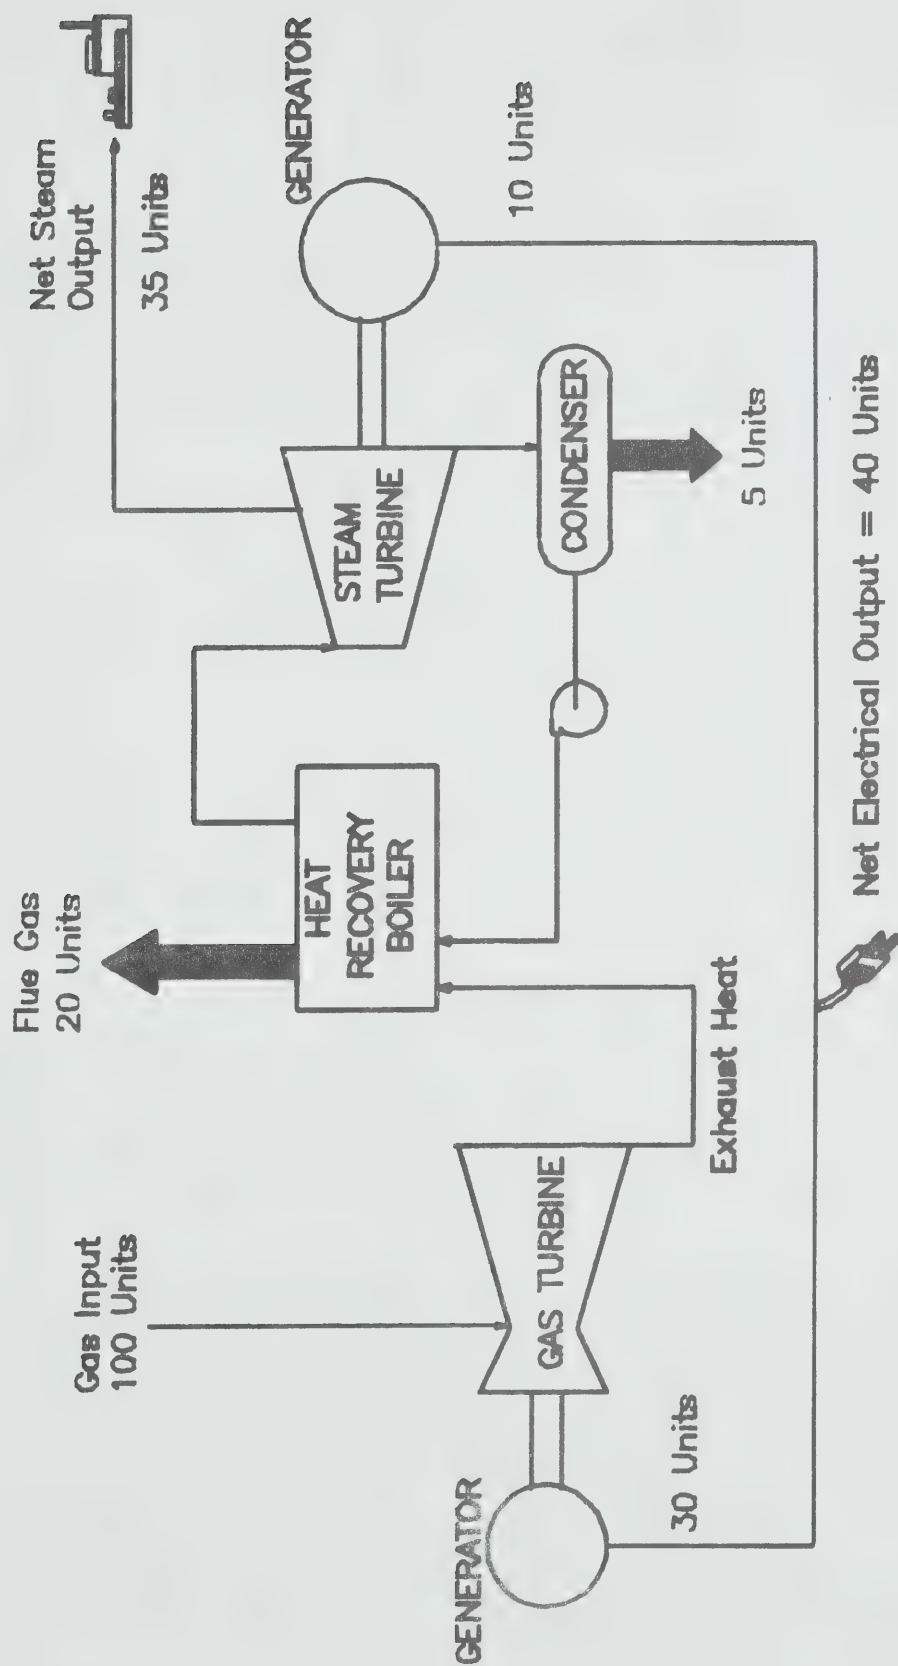 Flue Gas
20 Units
Net Steam
Output
35 Units
Gas Input
100 Units
HEAT
RECOVERY
BOILER
STEAM
TURBINE
GENERATOR
10 Units
GENERATOR
GAS TURBINE
CONDENSER
30 Units
Exhaust Heat
5 Units
Net Electrical Output = 40 Units